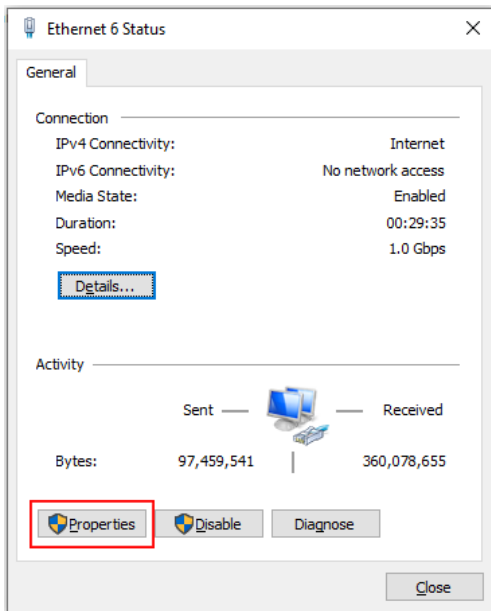 Ethernet 6 Status
General
Connection
IPv4 Connectivity: Internet
IPv6 Connectivity: No network access
Media State: Enabled
Duration: 00:29:35
Speed: 1.0 Gbps
Details...
Activity
Sent Received
Bytes: 97,459,541 360,078,655
Properties Disable Diagnose
Close